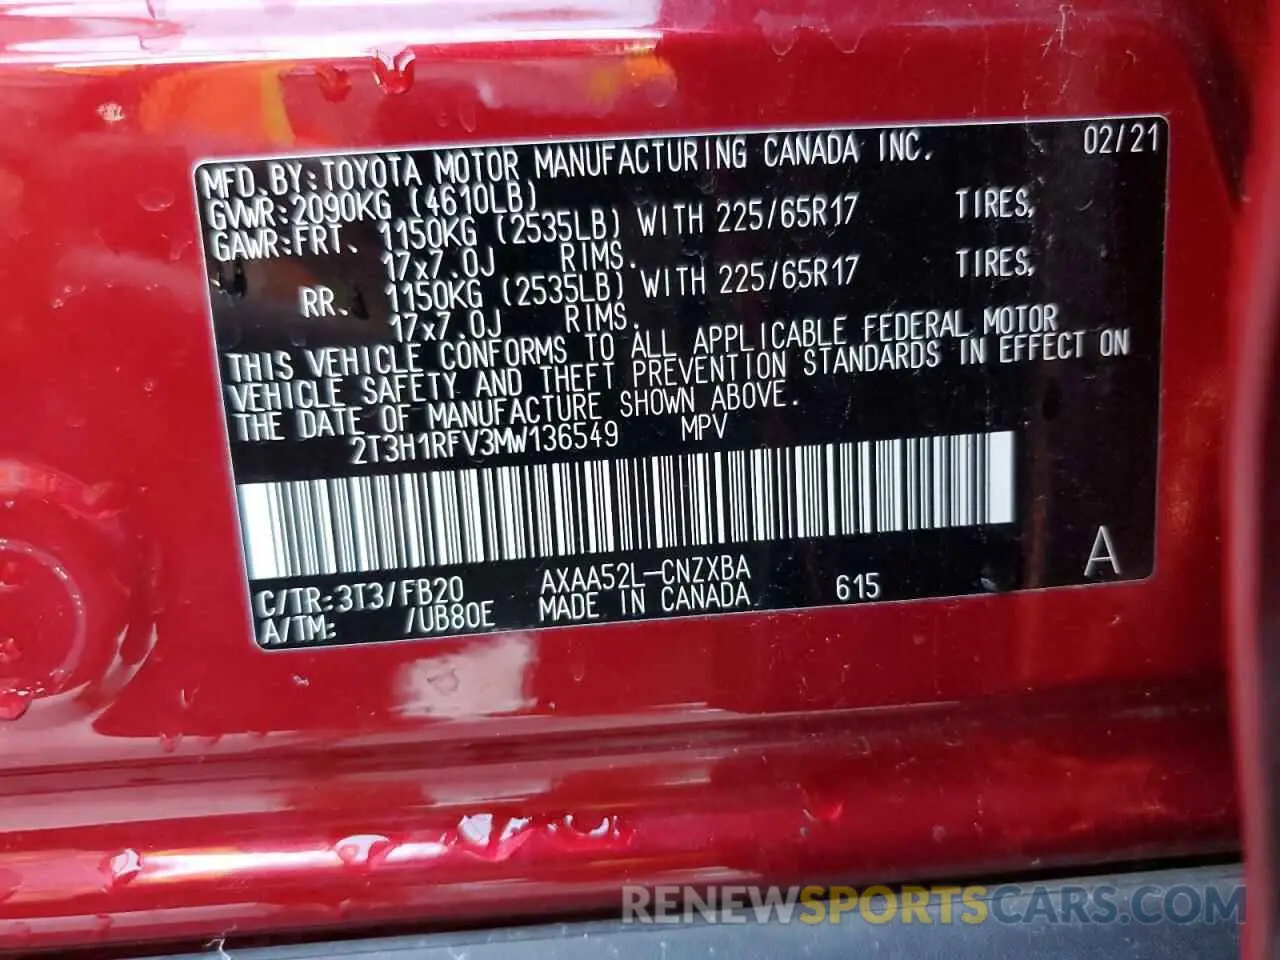 MFD.BY:TOYOTA MOTOR MANUFACTURING CANADA INC. 02/21
GVWR:2090KG (4610LB)
GAWR:FRT. 1150KG (2535LB) WITH 225/65R17 TIRES,
17x7.0J RIMS.
RR. 1150KG (2535LB) WITH 225/65R17 TIRES,
17x7.0J RIMS.
THIS VEHICLE CONFORMS TO ALL APPLICABLE FEDERAL MOTOR
VEHICLE SAFETY AND THEFT PREVENTION STANDARDS IN EFFECT ON
THE DATE OF MANUFACTURE SHOWN ABOVE.
2T3H1RFV3MW136549 MPV
C/TR:3T3/FB20 AXAA52L-CNZXBA
A/TM: /UB80E MADE IN CANADA 615 A
RENEWSPORTSCARS.COM